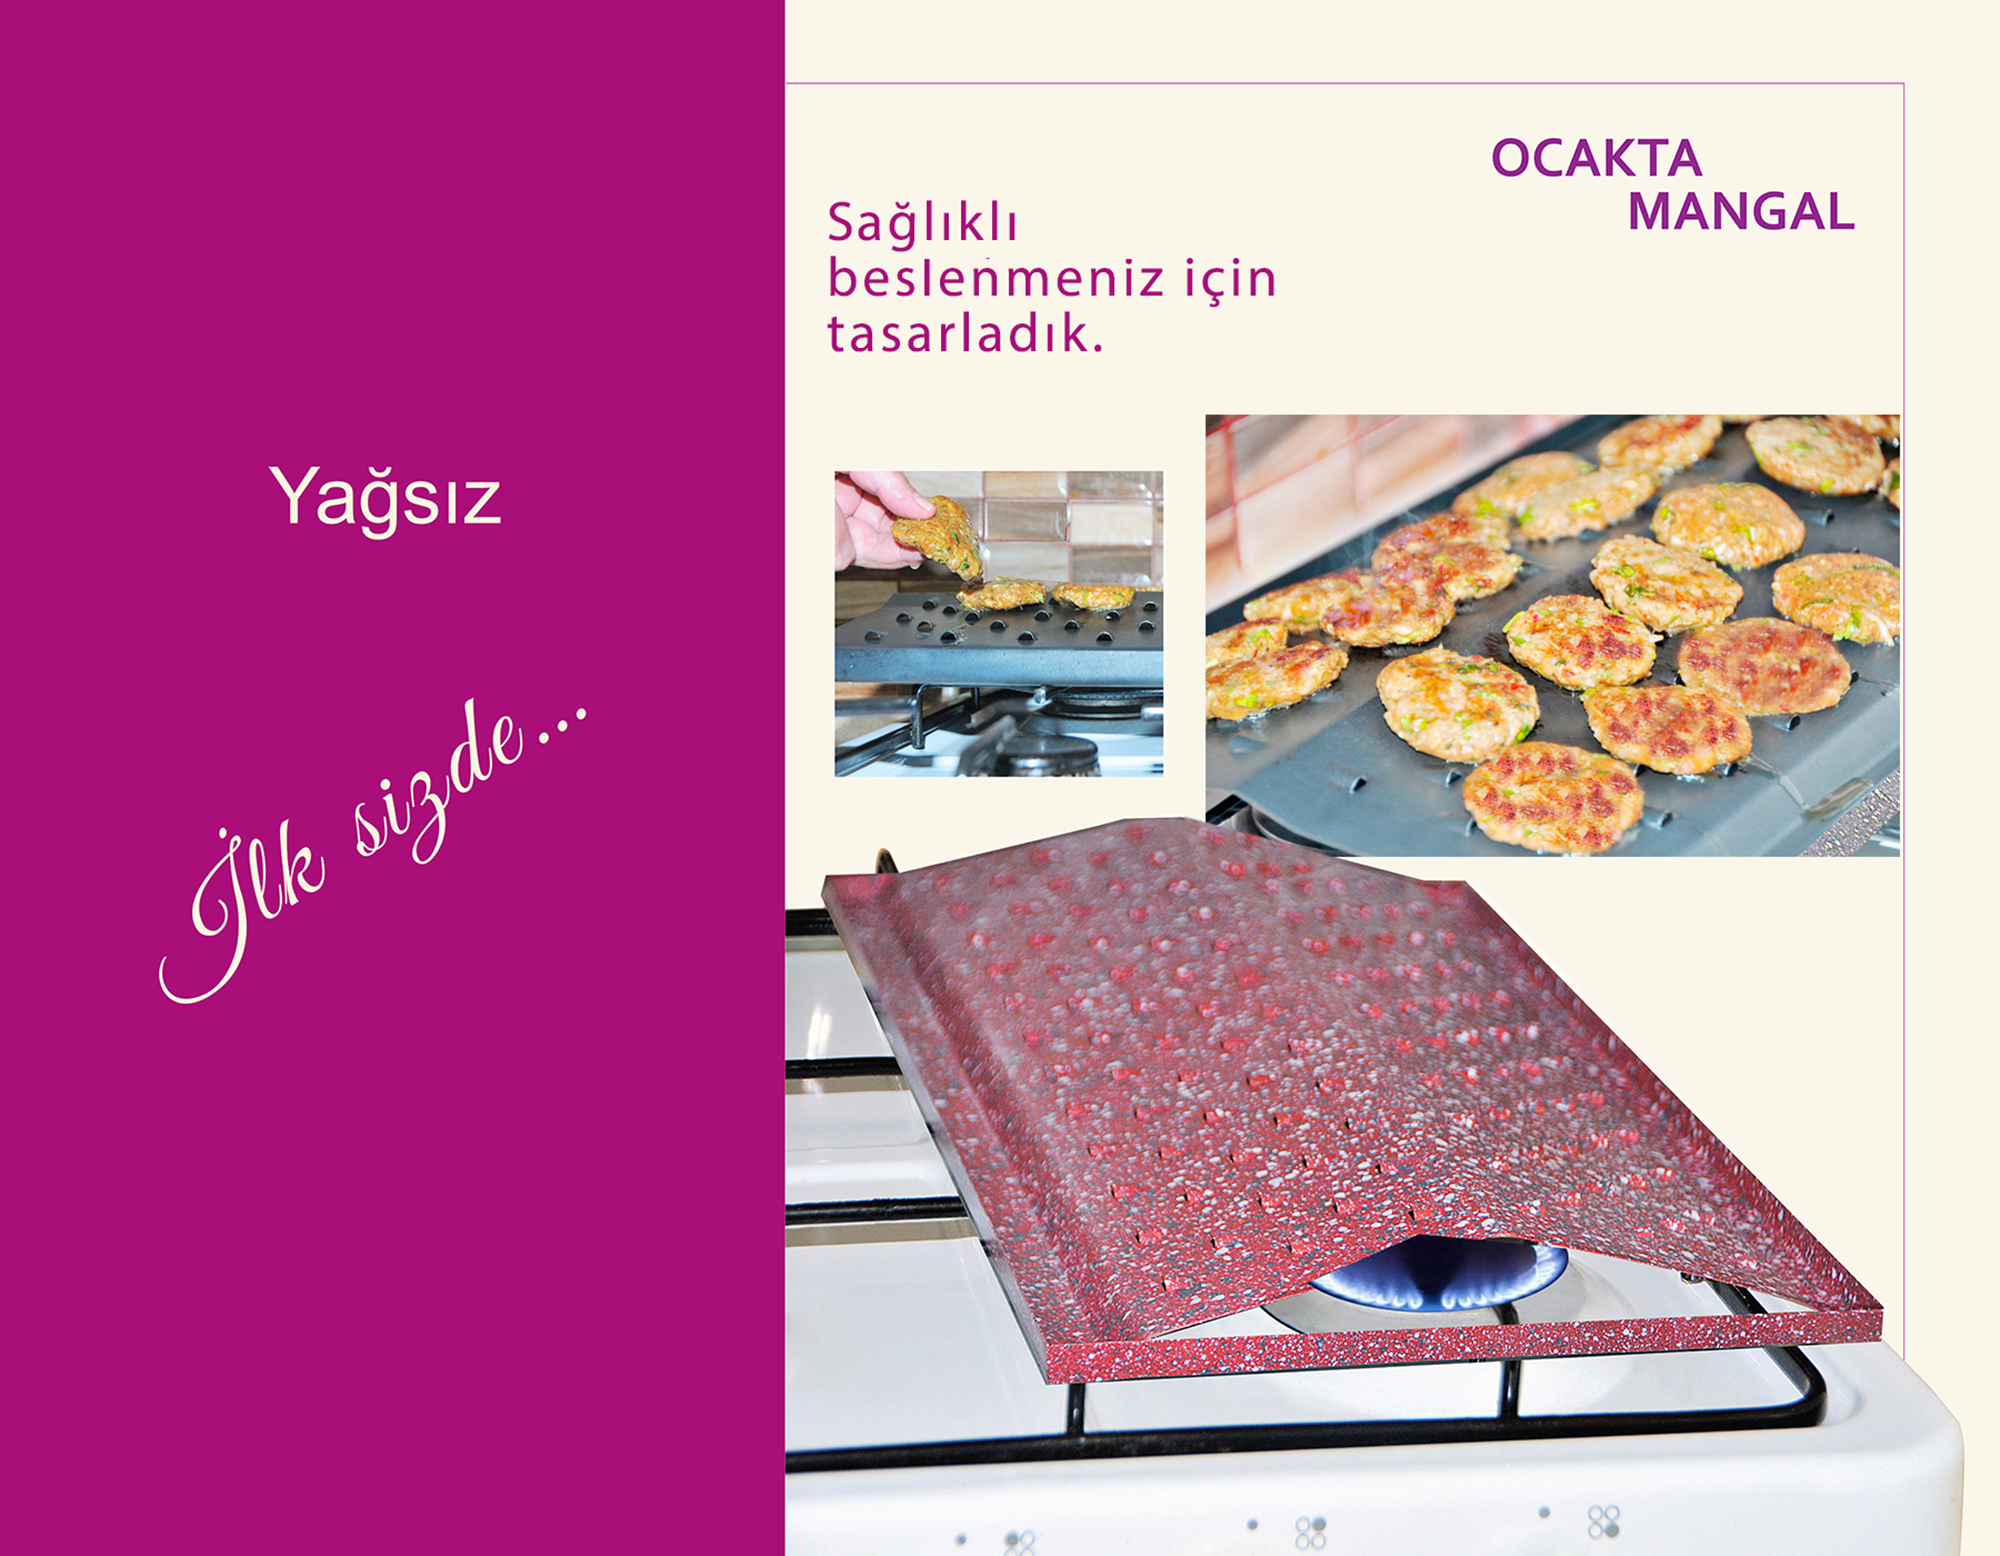 Yağsız
İlk sizde...
OCAKTA
MANGAL
Sağlıklı
beslenmeniz için
tasarladık.